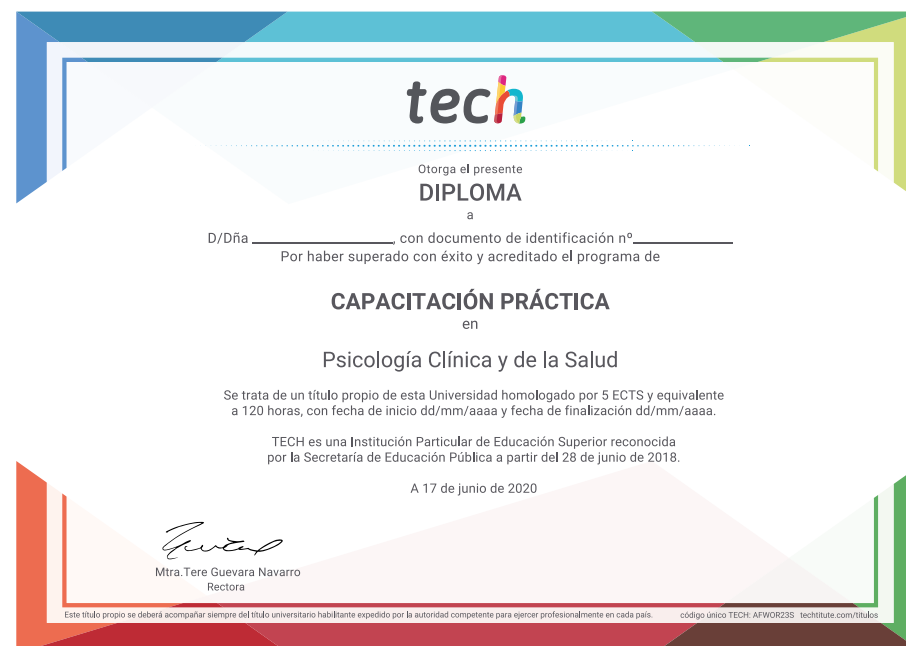 tech
Otorga el presente
DIPLOMA
a
D/Dña ____________________, con documento de identificación nº______________
Por haber superado con éxito y acreditado el programa de
CAPACITACIÓN PRÁCTICA
en
Psicología Clínica y de la Salud
Se trata de un título propio de esta Universidad homologado por 5 ECTS y equivalente
a 120 horas, con fecha de inicio dd/mm/aaaa y fecha de finalización dd/mm/aaaa.
TECH es una Institución Particular de Educación Superior reconocida
por la Secretaría de Educación Pública a partir del 28 de junio de 2018.
A 17 de junio de 2020
Mtra.Tere Guevara Navarro
Rectora
Este título propio se deberá acompañar siempre del título universitario habilitante expedido por la autoridad competente para ejercer profesionalmente en cada país.
código único TECH: AFWOR23S techtitute.com/titulos